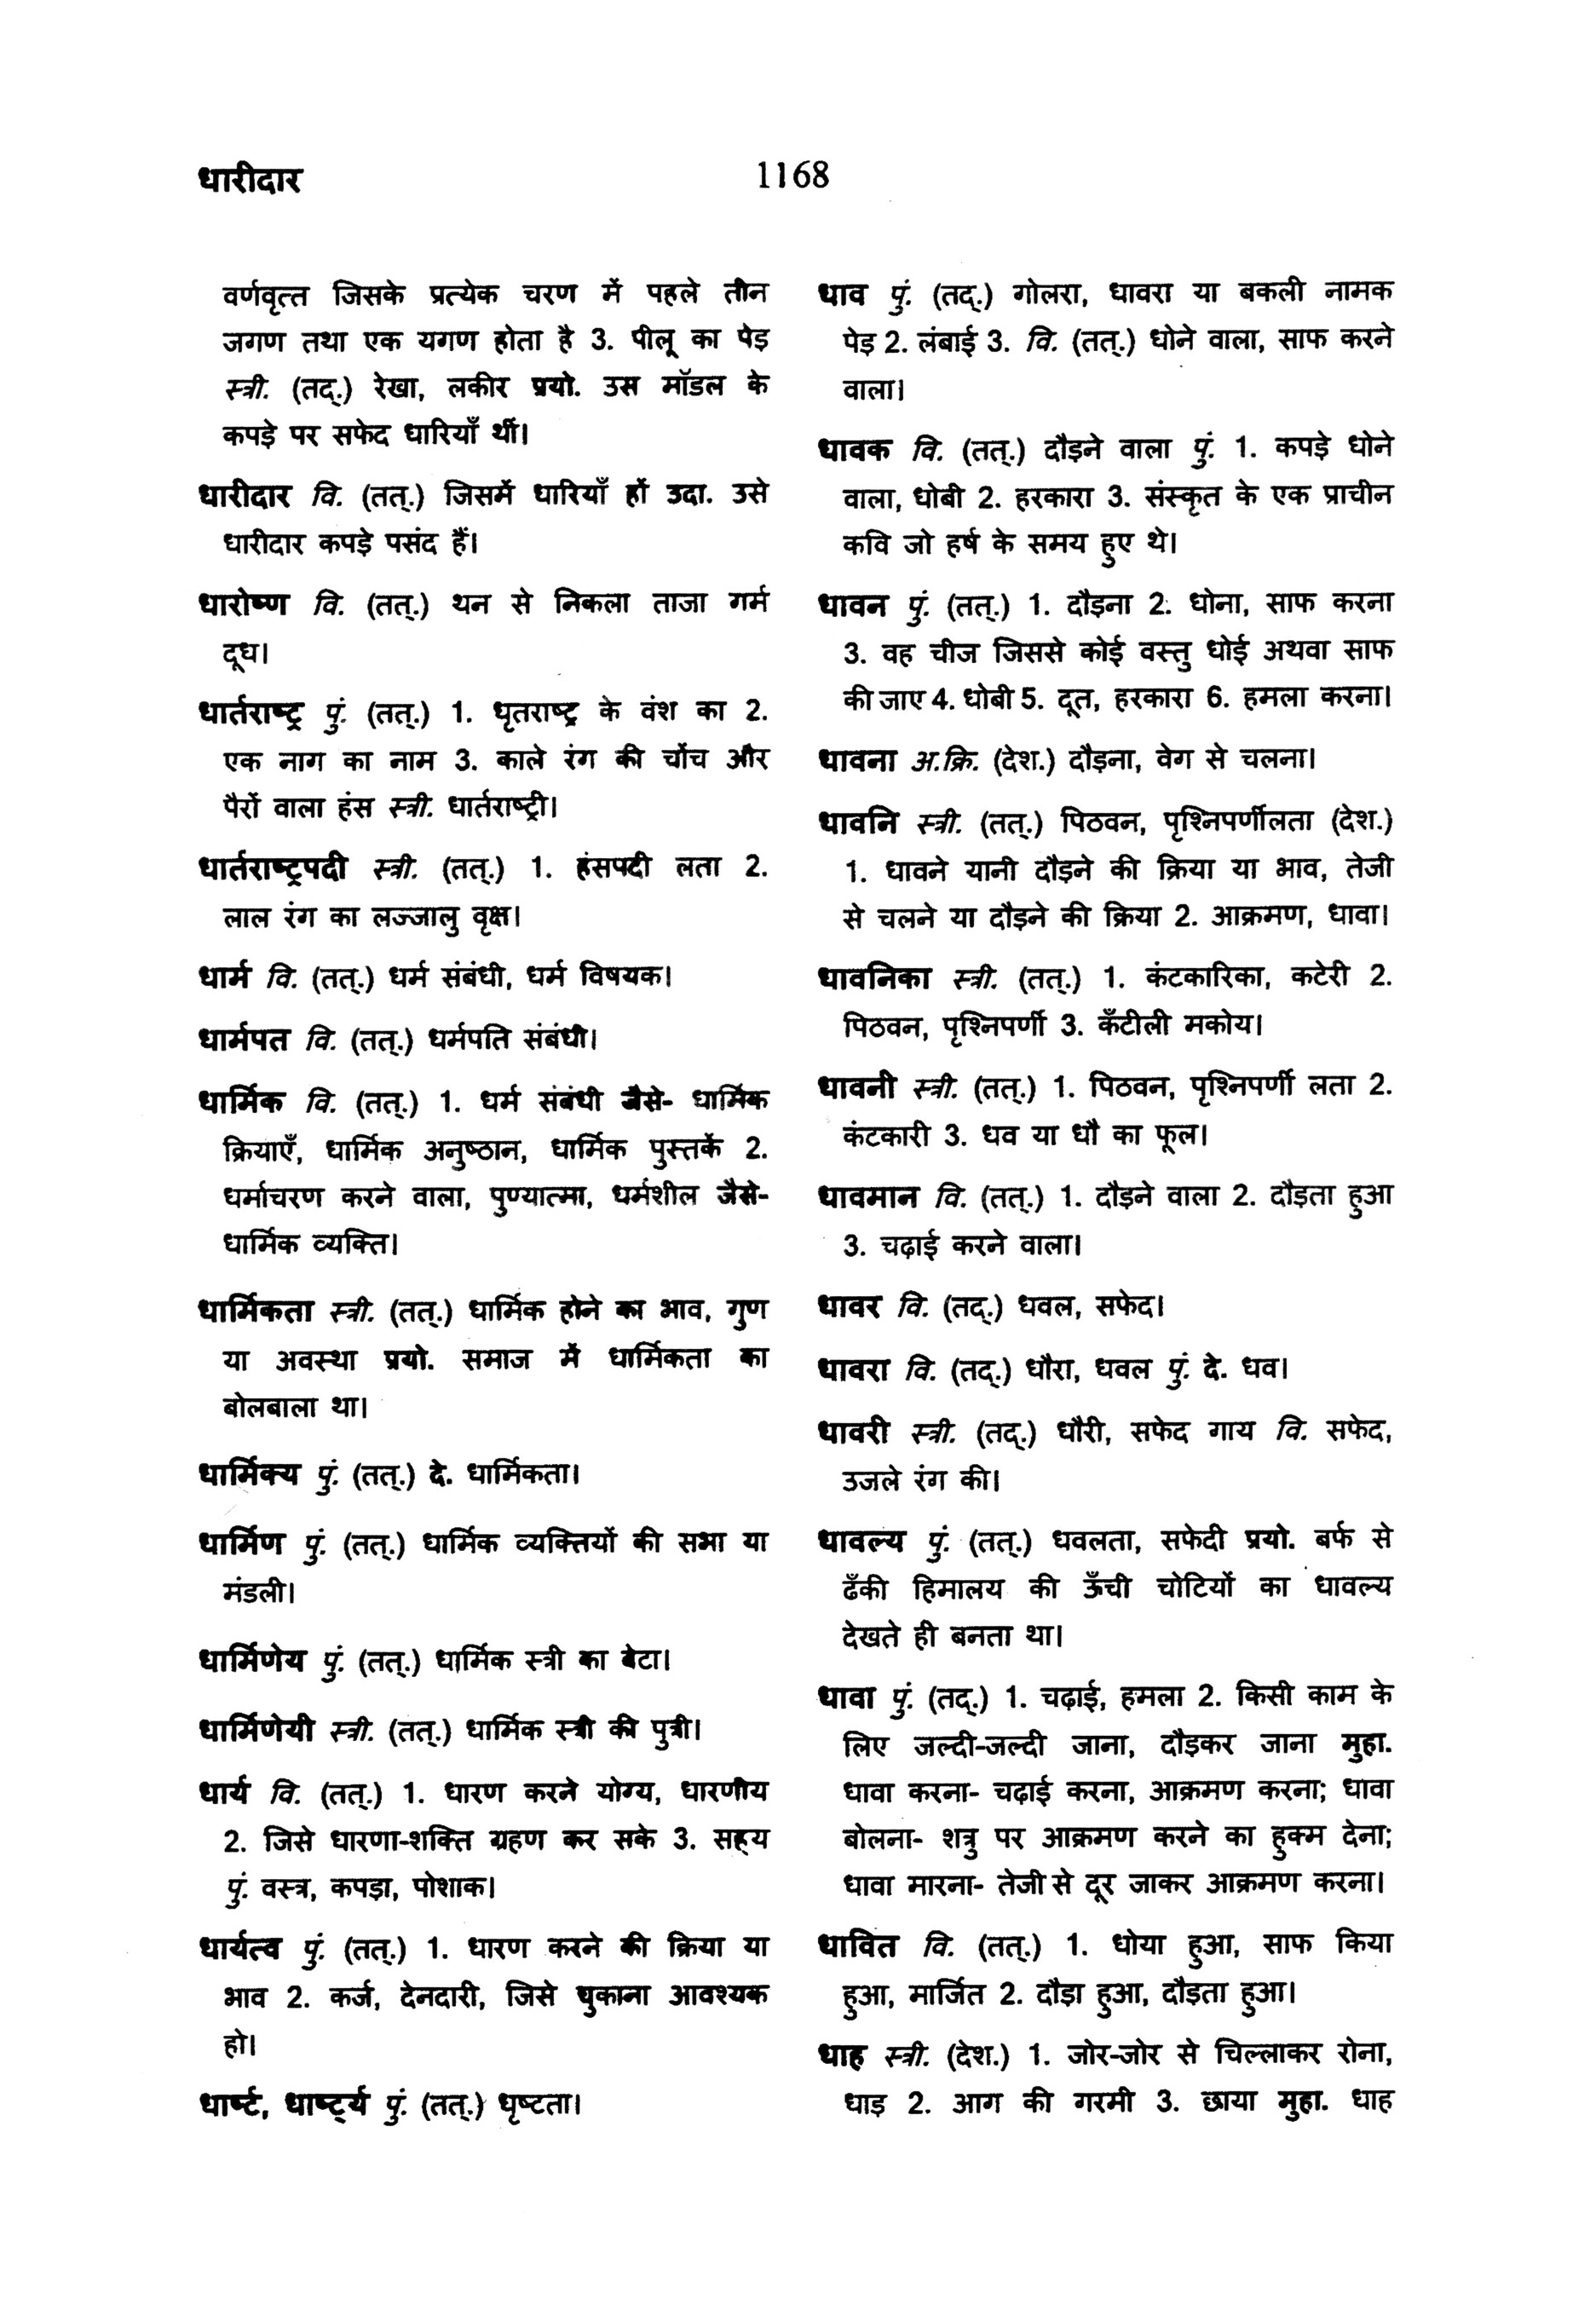 धारीदार
1168
वर्णवृत्त जिसके प्रत्येक चरण में पहले तीन
जगण तथा एक यगण होता है 3. पीलू का पेड़
स्त्री. (तद्.) रेखा, लकीर प्रयो. उस मॉडल के
कपड़े पर सफेद धारियाँ थीं।
धारीदार वि. (तत्.) जिसमें धारियाँ हों उदा. उसे
धारीदार कपड़े पसंद हैं।
धारोष्ण वि. (तत्.) थन से निकला ताजा गर्म
दूध।
धार्तराष्ट्र पुं. (तत्.) 1. धृतराष्ट्र के वंश का 2.
एक नाग का नाम 3. काले रंग की चोंच और
पैरों वाला हंस स्त्री. धार्तराष्ट्री।
धार्तराष्ट्रपदी स्त्री. (तत्.) 1. हंसपदी लता 2.
लाल रंग का लज्जालु वृक्ष।
धार्म वि. (तत्.) धर्म संबंधी, धर्म विषयक।
धार्मपत वि. (तत्.) धर्मपति संबंधी।
धार्मिक वि. (तत्.) 1. धर्म संबंधी जैसे- धार्मिक
क्रियाएँ, धार्मिक अनुष्ठान, धार्मिक पुस्तकें 2.
धर्माचरण करने वाला, पुण्यात्मा, धर्मशील जैसे-
धार्मिक व्यक्ति।
धार्मिकता स्त्री. (तत्.) धार्मिक होने का भाव, गुण
या अवस्था प्रयो. समाज में धार्मिकता का
बोलबाला था।
धार्मिक्य पुं. (तत्.) दे. धार्मिकता।
धार्मिण पुं. (तत्.) धार्मिक व्यक्तियों की सभा या
मंडली।
धार्मिणेय पुं. (तत्.) धार्मिक स्त्री का बेटा।
धार्मिणेयी स्त्री. (तत्.) धार्मिक स्त्री की पुत्री।
धार्य वि. (तत्.) 1. धारण करने योग्य, धारणीय
2. जिसे धारणा-शक्ति ग्रहण कर सके 3. सह्य
पुं. वस्त्र, कपड़ा, पोशाक।
धार्यत्व पुं. (तत्.) 1. धारण करने की क्रिया या
भाव 2. कर्ज, देनदारी, जिसे चुकाना आवश्यक
हो।
धार्ष्ट, धार्ष्ट्र्य पुं. (तत्.) धृष्टता।
धाव पुं. (तद्.) गोलरा, धावरा या बकली नामक
पेड़ 2. लंबाई 3. वि. (तत्.) धोने वाला, साफ करने
वाला।
धावक वि. (तत्.) दौड़ने वाला पुं. 1. कपड़े धोने
वाला, धोबी 2. हरकारा 3. संस्कृत के एक प्राचीन
कवि जो हर्ष के समय हुए थे।
धावन पुं. (तत्.) 1. दौड़ना 2. धोना, साफ करना
3. वह चीज जिससे कोई वस्तु धोई अथवा साफ
की जाए 4. धोबी 5. दूत, हरकारा 6. हमला करना।
धावना अ.क्रि. (देश.) दौड़ना, वेग से चलना।
धावनि स्त्री. (तत्.) पिठवन, पृश्निपर्णीलता (देश.)
1. धावने यानी दौड़ने की क्रिया या भाव, तेजी
से चलने या दौड़ने की क्रिया 2. आक्रमण, धावा।
धावनिका स्त्री. (तत्.) 1. कंटकारिका, कटेरी 2.
पिठवन, पृश्निपर्णी 3. कँटीली मकोय।
धावनी स्त्री. (तत्.) 1. पिठवन, पृश्निपर्णी लता 2.
कंटकारी 3. धव या धौ का फूल।
धावमान वि. (तत्.) 1. दौड़ने वाला 2. दौड़ता हुआ
3. चढ़ाई करने वाला।
धावर वि. (तद्.) धवल, सफेद।
धावरा वि. (तद्.) धौरा, धवल पुं. दे. धव।
धावरी स्त्री. (तद्.) धौरी, सफेद गाय वि. सफेद,
उजले रंग की।
धावल्य पुं. (तत्.) धवलता, सफेदी प्रयो. बर्फ से
ढँकी हिमालय की ऊँची चोटियों का धावल्य
देखते ही बनता था।
धावा पुं. (तद्.) 1. चढ़ाई, हमला 2. किसी काम के
लिए जल्दी-जल्दी जाना, दौड़कर जाना मुहा.
धावा करना- चढ़ाई करना, आक्रमण करना; धावा
बोलना- शत्रु पर आक्रमण करने का हुक्म देना;
धावा मारना- तेजी से दूर जाकर आक्रमण करना।
धावित वि. (तत्.) 1. धोया हुआ, साफ किया
हुआ, मार्जित 2. दौड़ा हुआ, दौड़ता हुआ।
धाह स्त्री. (देश.) 1. जोर-जोर से चिल्लाकर रोना,
धाड़ 2. आग की गरमी 3. छाया मुहा. धाह